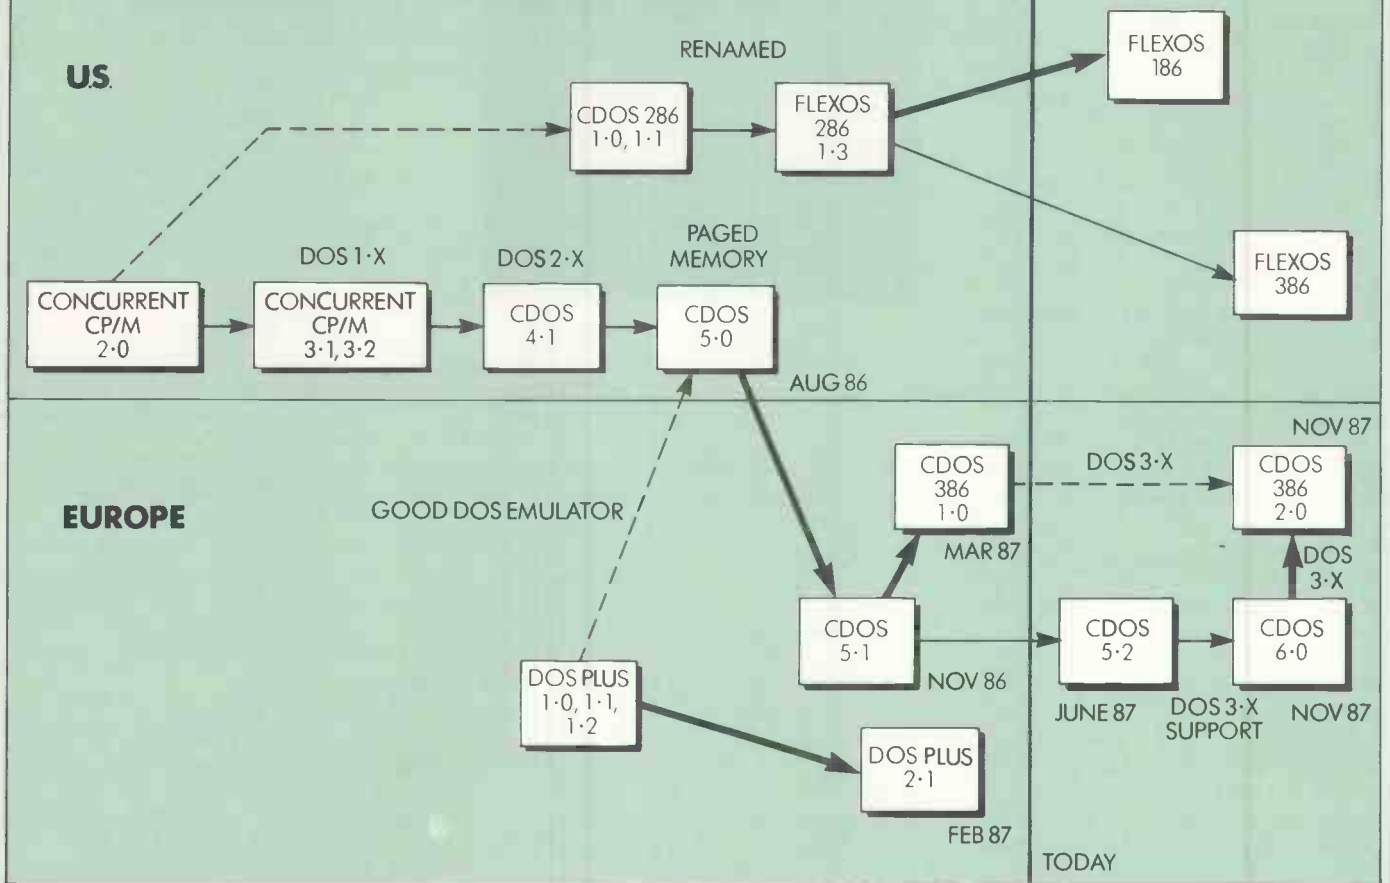 U.S.
RENAMED
CDOS 286
1·0, 1·1
FLEXOS
286
1·3
FLEXOS
186
FLEXOS
386
CONCURRENT
CP/M
2·0
DOS 1·X
CONCURRENT
CP/M
3·1, 3·2
DOS 2·X
CDOS
4·1
PAGED
MEMORY
CDOS
5·0
AUG 86
EUROPE
GOOD DOS EMULATOR
DOS PLUS
1·0, 1·1,
1·2
DOS PLUS
2·1
FEB 87
CDOS
5·1
NOV 86
CDOS
386
1·0
MAR 87
DOS 3·X
NOV 87
CDOS
386
2·0
DOS
3·X
CDOS
5·2
JUNE 87
DOS 3·X
SUPPORT
CDOS
6·0
NOV 87
TODAY